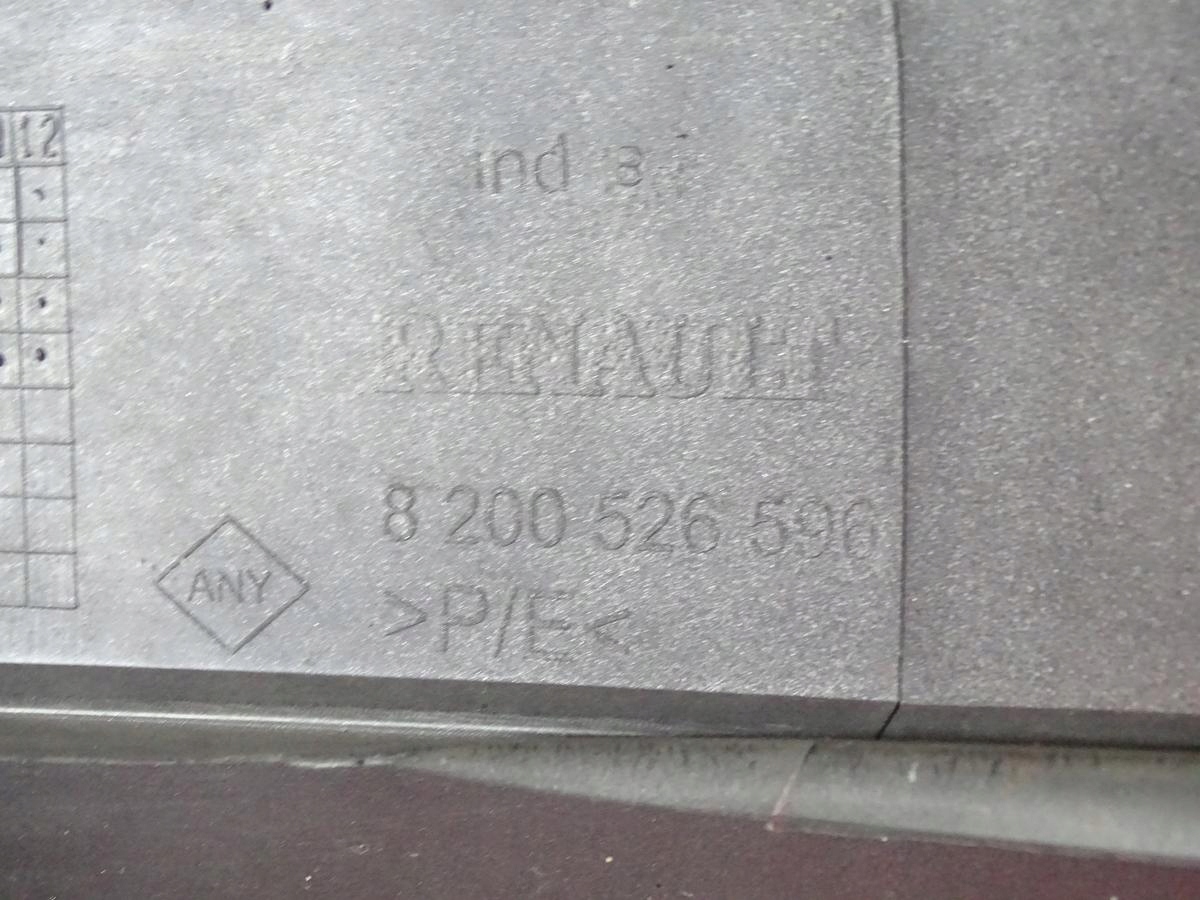 12
ind 3
RENAULT
8 200 526 596
ANY
>P/E<